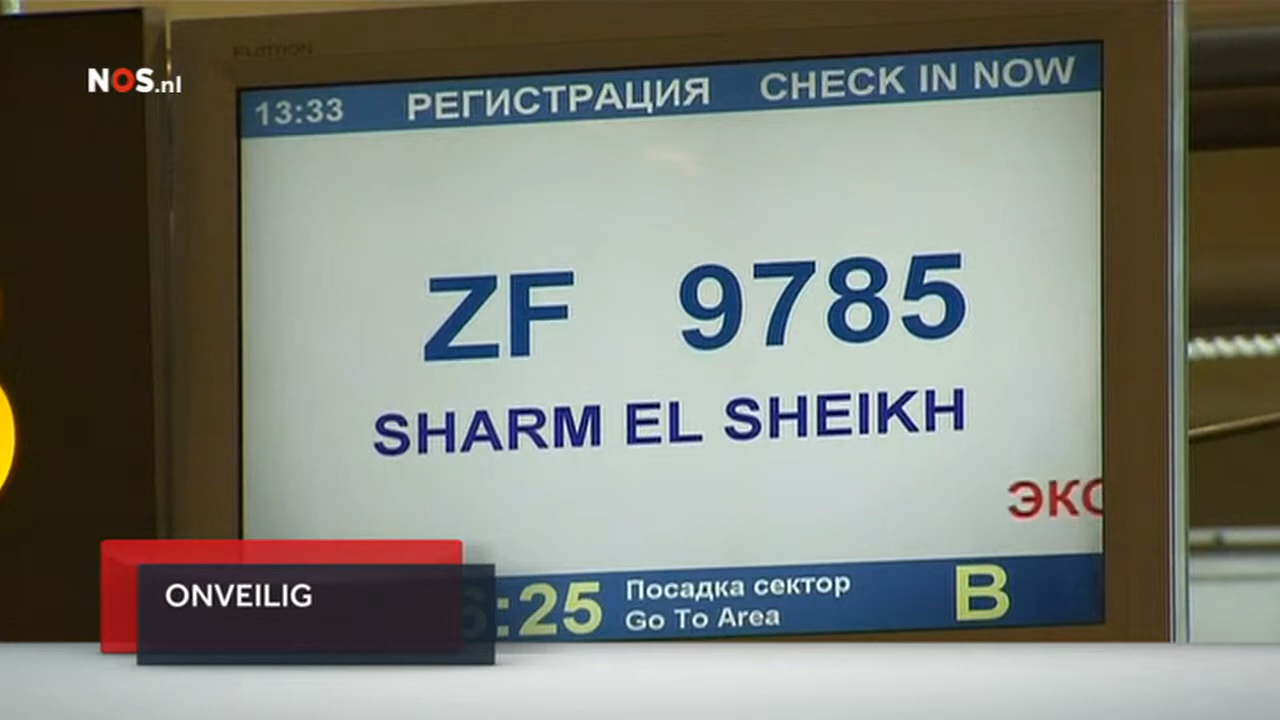 NOS.nl
13:33 РЕГИСТРАЦИЯ CHECK IN NOW
ZF 9785
SHARM EL SHEIKH
ЭКО
:25 Посадка сектор B
Go To Area
ONVEILIG